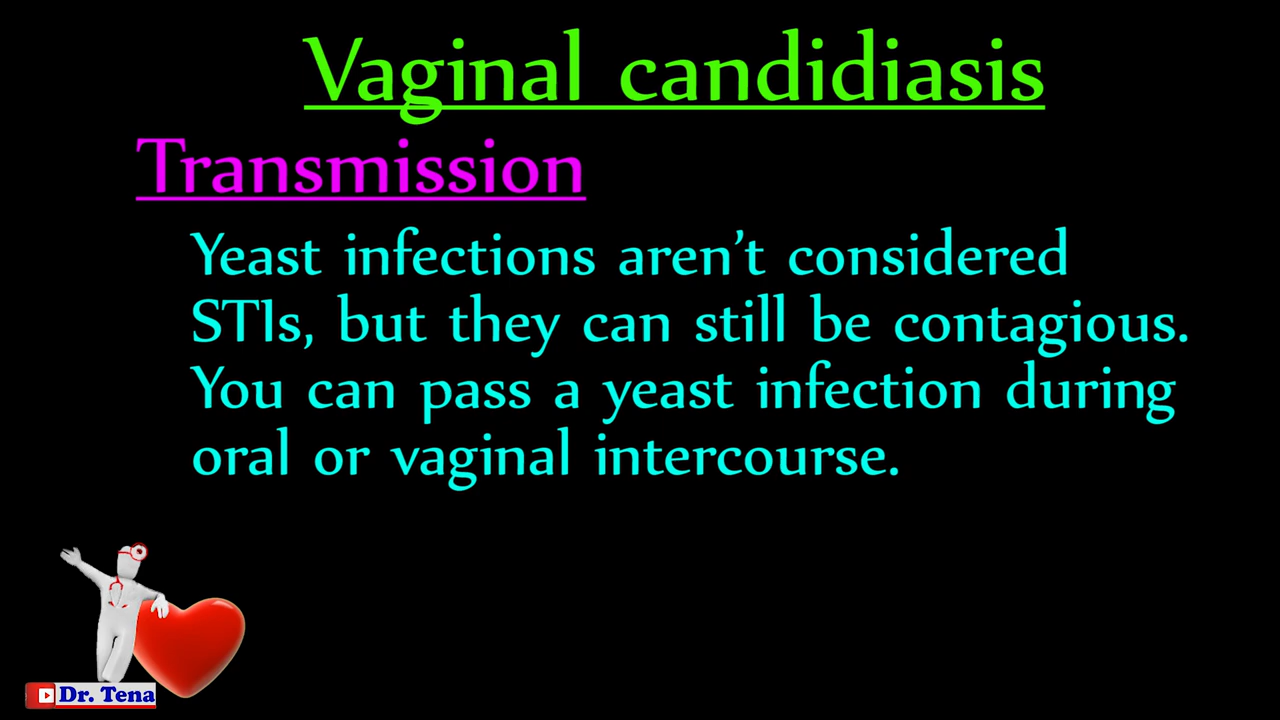 Vaginal candidiasis
Transmission
Yeast infections aren’t considered
STIs, but they can still be contagious.
You can pass a yeast infection during
oral or vaginal intercourse.
Dr. Tena